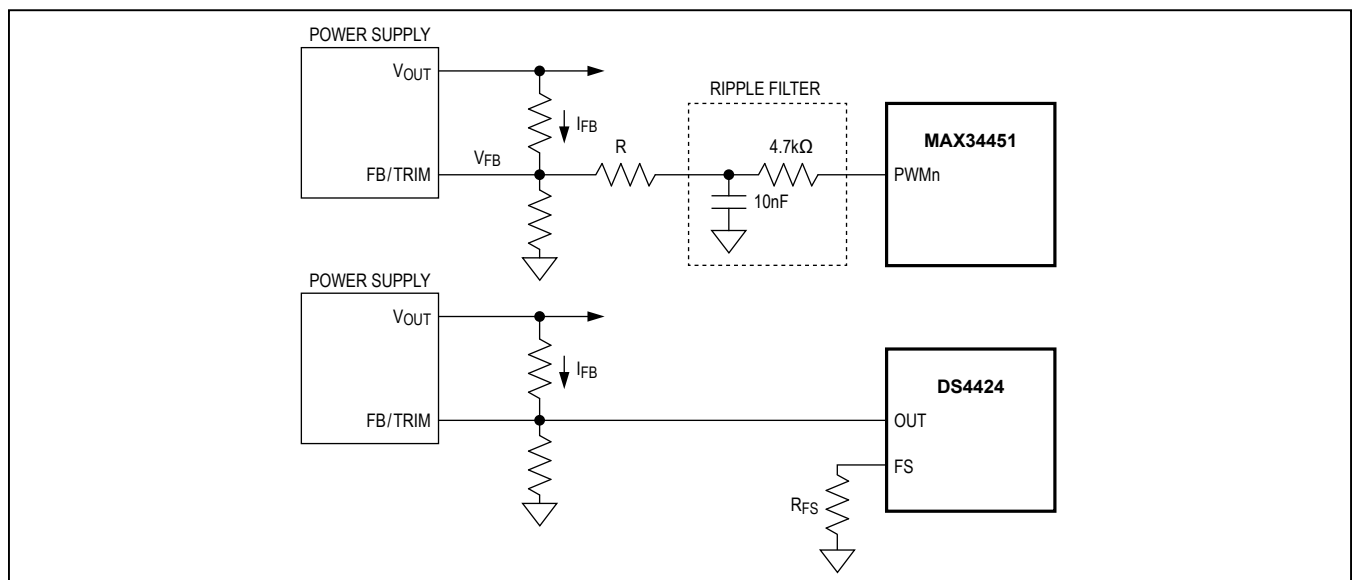 POWER SUPPLY
VOUT
IFB
RIPPLE FILTER
MAX34451
VFB
R
4.7kΩ
FB/TRIM
PWMn
10nF
POWER SUPPLY
VOUT
IFB
DS4424
FB/TRIM
OUT
FS
RFS